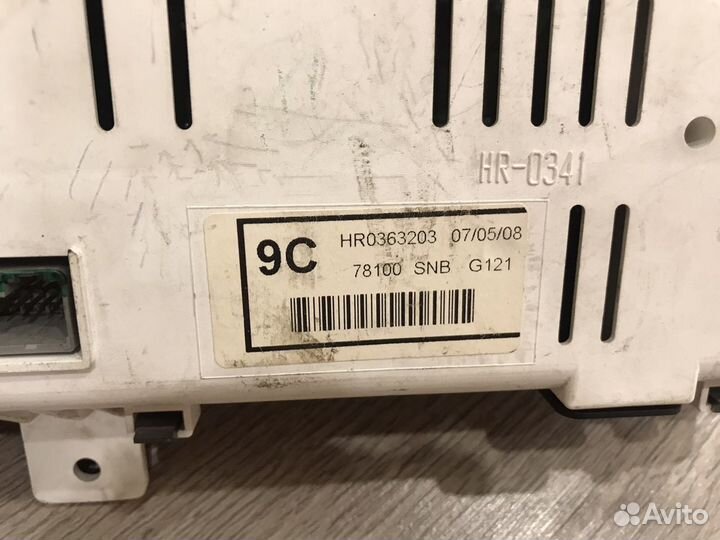 HR-0341
9C HR0363203 07/05/08
78100 SNB G121
Avito